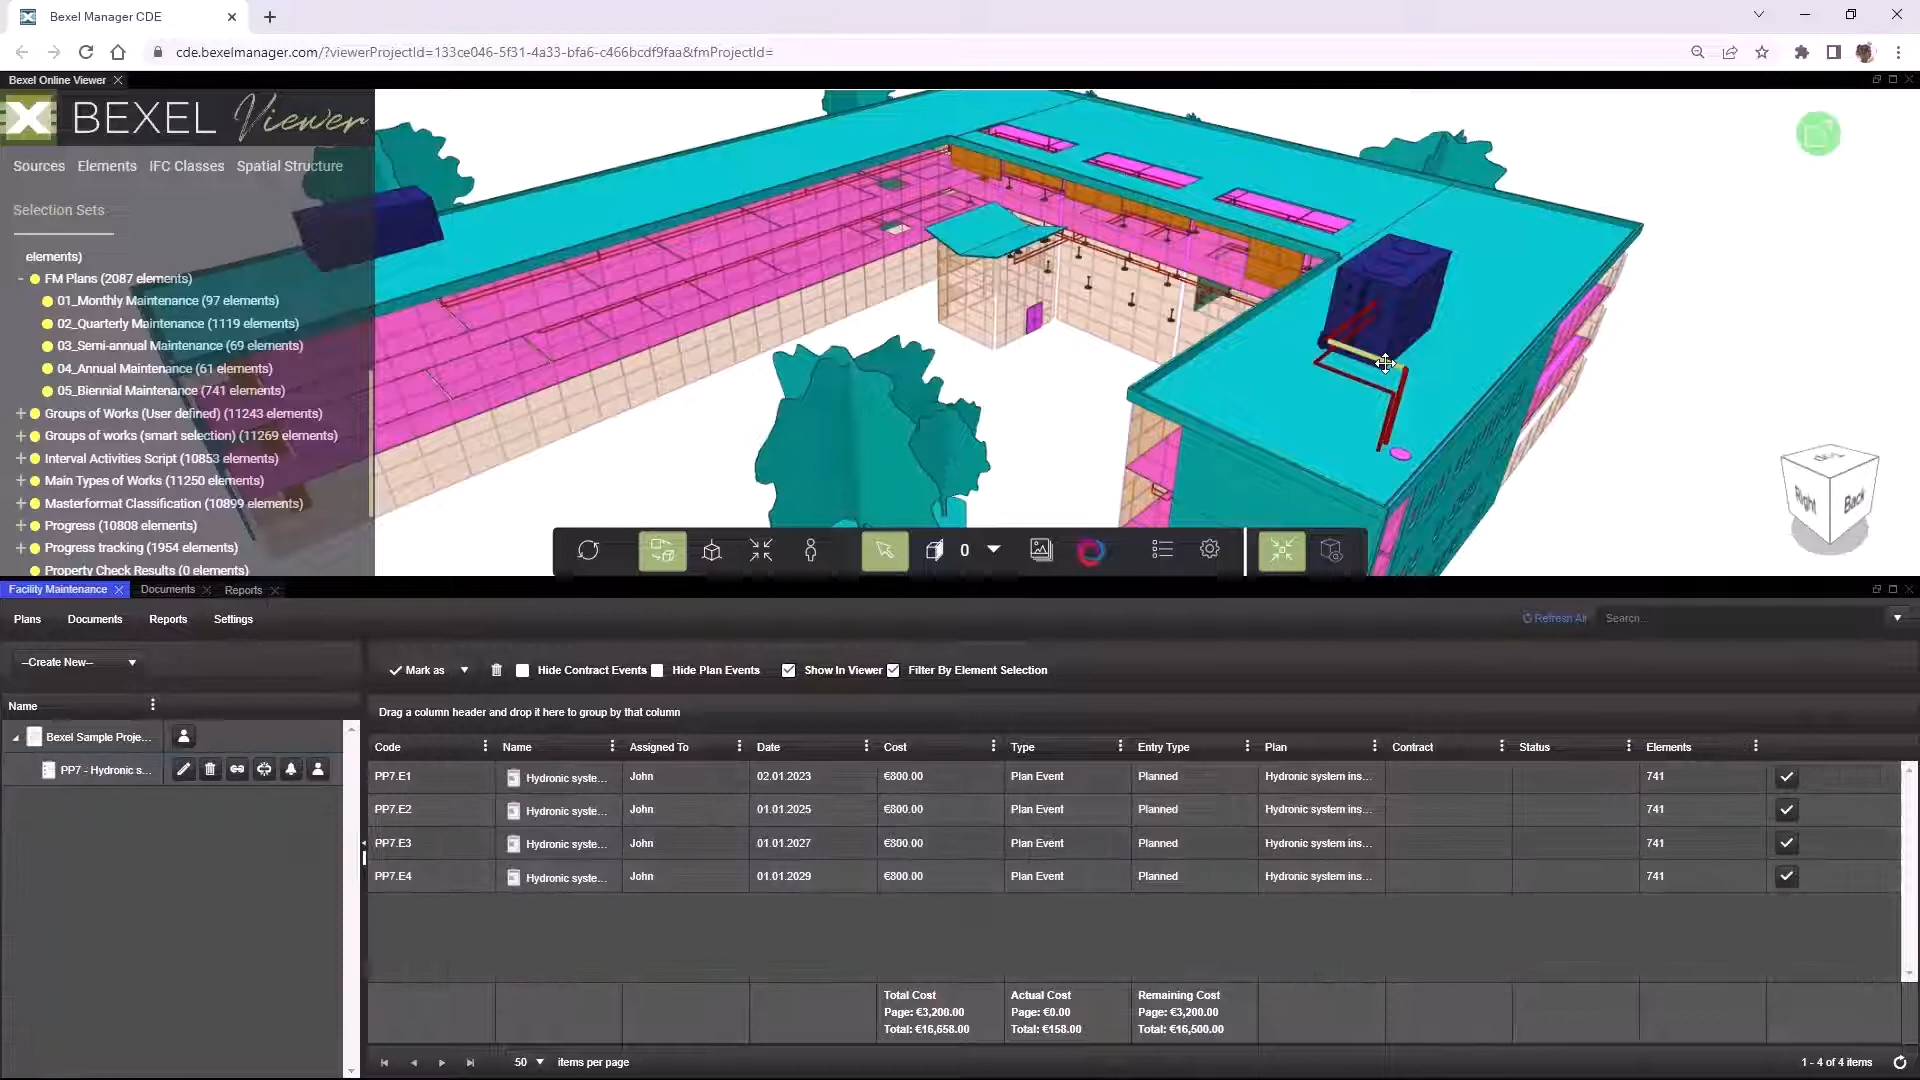 Bexel Manager CDE
cde.bexelmanager.com/?viewerProjectId=133ce046-5f31-4a33-bfa6-c466bcdf9faa&fmProjectId=
Bexel Online Viewer
BEXEL Viewer
Sources Elements IFC Classes Spatial Structure
Selection Sets
elements)
- FM Plans (2087 elements)
01_Monthly Maintenance (97 elements)
02_Quarterly Maintenance (1119 elements)
03_Semi-annual Maintenance (69 elements)
04_Annual Maintenance (61 elements)
05_Biennial Maintenance (741 elements)
+ Groups of Works (User defined) (11243 elements)
+ Groups of works (smart selection) (11269 elements)
+ Interval Activities Script (10853 elements)
+ Main Types of Works (11250 elements)
+ Masterformat Classification (10899 elements)
+ Progress (10808 elements)
+ Progress tracking (1954 elements)
Property Check Results (0 elements)
Top
Right Back
0
Facility Maintenance Documents Reports
Plans Documents Reports Settings
Refresh All Search...
--Create New--
Mark as Hide Contract Events Hide Plan Events Show In Viewer Filter By Element Selection
Name
Drag a column header and drop it here to group by that column
Bexel Sample Proje...
PP7 - Hydronic s...
Code Name Assigned To Date Cost Type Entry Type Plan Contract Status Elements
PP7.E1 Hydronic syste... John 02.01.2023 €800.00 Plan Event Planned Hydronic system ins... 741
PP7.E2 Hydronic syste... John 01.01.2025 €800.00 Plan Event Planned Hydronic system ins... 741
PP7.E3 Hydronic syste... John 01.01.2027 €800.00 Plan Event Planned Hydronic system ins... 741
PP7.E4 Hydronic syste... John 01.01.2029 €800.00 Plan Event Planned Hydronic system ins... 741
Total Cost Actual Cost Remaining Cost
Page: €3,200.00 Page: €0.00 Page: €3,200.00
Total: €16,658.00 Total: €158.00 Total: €16,500.00
50 items per page
1 - 4 of 4 items